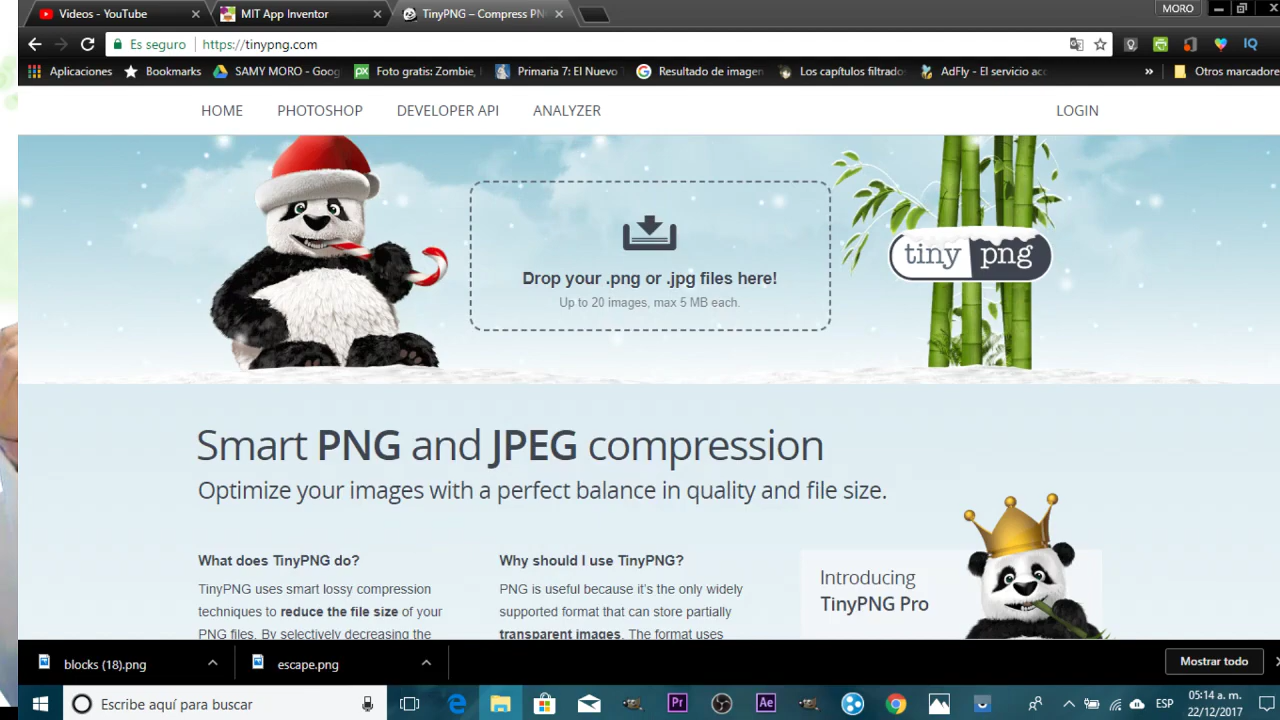 Videos - YouTube
MIT App Inventor
TinyPNG – Compress PN
MORO
Es seguro
https://tinypng.com
Aplicaciones
Bookmarks
SAMY MORO - Goog
Foto gratis: Zombie,
Primaria 7: El Nuevo
Resultado de imagen
Los capítulos filtrado
AdFly - El servicio acc
»
Otros marcadore
HOME
PHOTOSHOP
DEVELOPER API
ANALYZER
LOGIN
Drop your .png or .jpg files here!
Up to 20 images, max 5 MB each.
tiny png
Smart PNG and JPEG compression
Optimize your images with a perfect balance in quality and file size.
What does TinyPNG do?
TinyPNG uses smart lossy compression
techniques to reduce the file size of your
PNG files. By selectively decreasing the
Why should I use TinyPNG?
PNG is useful because it's the only widely
supported format that can store partially
transparent images. The format uses
Introducing
TinyPNG Pro
blocks (18).png
escape.png
Mostrar todo
Escribe aquí para buscar
Pr
Ae
ESP
05:14 a. m.
22/12/2017